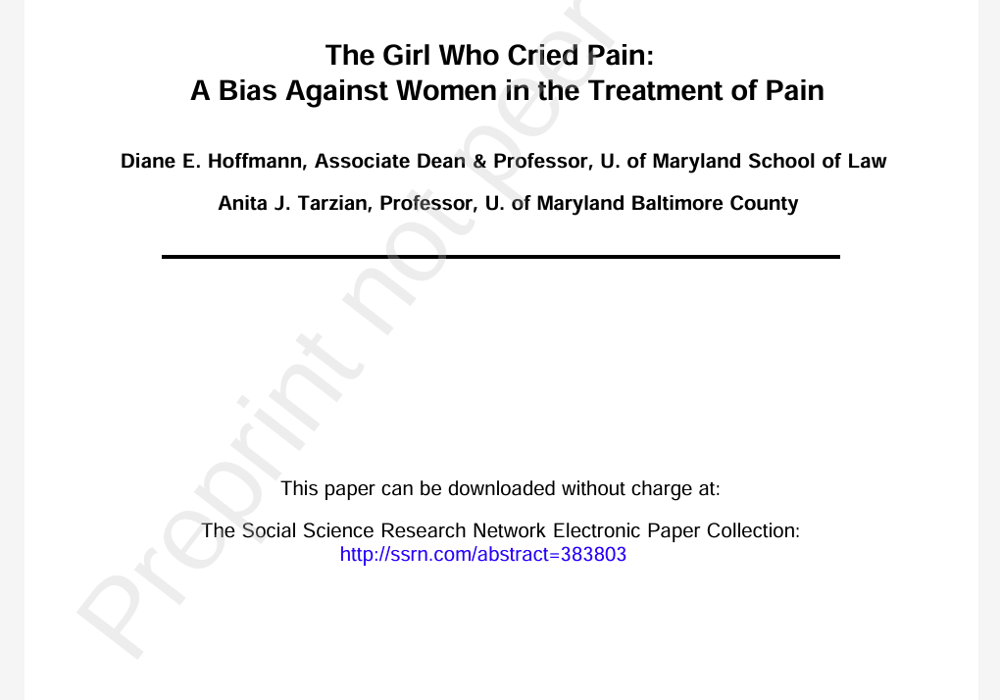 The Girl Who Cried Pain:
A Bias Against Women in the Treatment of Pain
Diane E. Hoffmann, Associate Dean & Professor, U. of Maryland School of Law
Anita J. Tarzian, Professor, U. of Maryland Baltimore County
This paper can be downloaded without charge at:
The Social Science Research Network Electronic Paper Collection:
http://ssrn.com/abstract=383803
Preprint not peer